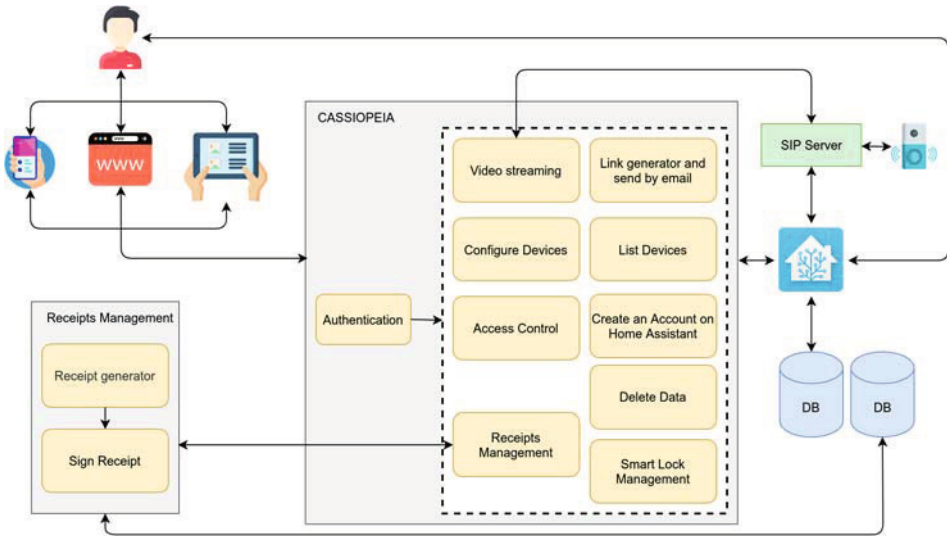 CASSIOPEIA
www
WWW
Video streaming
Link generator and
send by email
SIP Server
Configure Devices
List Devices
Receipts Management
Authentication
Access Control
Create an Account on
Home Assistant
Receipt generator
Delete Data
DB
DB
Sign Receipt
Receipts
Management
Smart Lock
Management